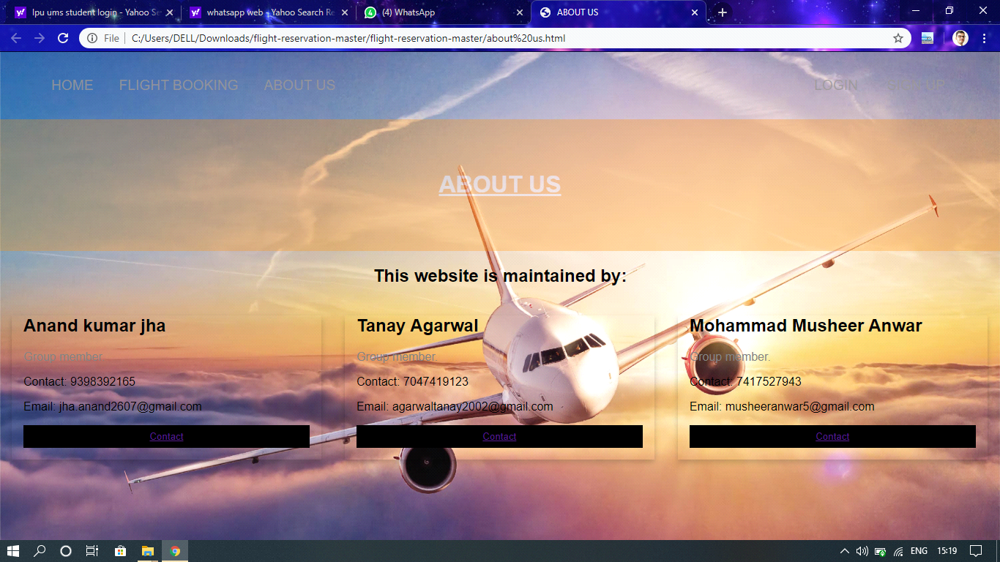 lpu ums student login - Yahoo Se
whatsapp web - Yahoo Search Re
(4) WhatsApp
ABOUT US
File C:/Users/DELL/Downloads/flight-reservation-master/flight-reservation-master/about%20us.html
HOME FLIGHT BOOKING ABOUT US LOGIN SIGN UP
ABOUT US
This website is maintained by:
Anand kumar jha
Group member.
Contact: 9398392165
Email: jha.anand2607@gmail.com
Contact
Tanay Agarwal
Group member.
Contact: 7047419123
Email: agarwaltanay2002@gmail.com
Contact
Mohammad Musheer Anwar
Group member.
Contact: 7417527943
Email: musheeranwar5@gmail.com
Contact
ENG 15:19